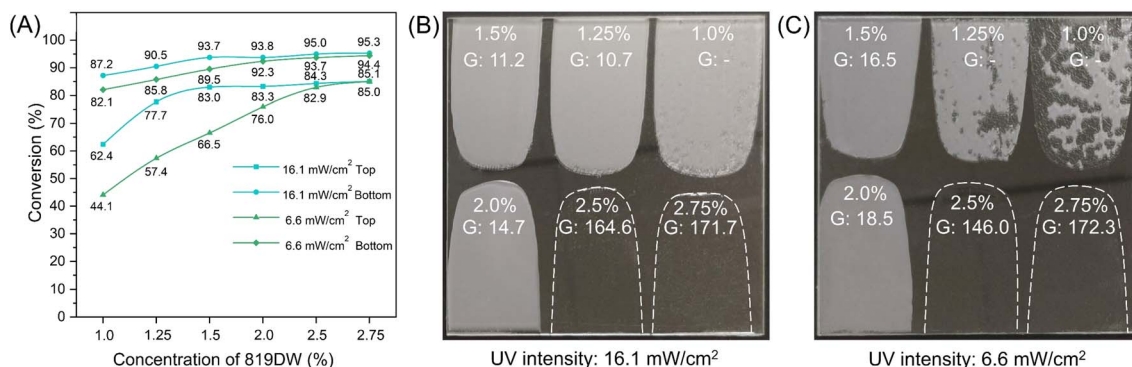 (A)
Conversion (%)
100
90
80
70
60
50
40
30
20
10
0
87.2
90.5
93.7
93.8
95.0
95.3
82.1
85.8
89.5
92.3
93.7
94.4
62.4
77.7
83.0
83.3
84.3
85.1
44.1
57.4
66.5
76.0
82.9
85.0
16.1 mW/cm² Top
16.1 mW/cm² Bottom
6.6 mW/cm² Top
6.6 mW/cm² Bottom
1.0
1.25
1.5
2.0
2.5
2.75
Concentration of 819DW (%)
(B)
1.5%
G: 11.2
1.25%
G: 10.7
1.0%
G: -
2.0%
G: 14.7
2.5%
G: 164.6
2.75%
G: 171.7
UV intensity: 16.1 mW/cm²
(C)
1.5%
G: 16.5
1.25%
G: -
1.0%
G: -
2.0%
G: 18.5
2.5%
G: 146.0
2.75%
G: 172.3
UV intensity: 6.6 mW/cm²